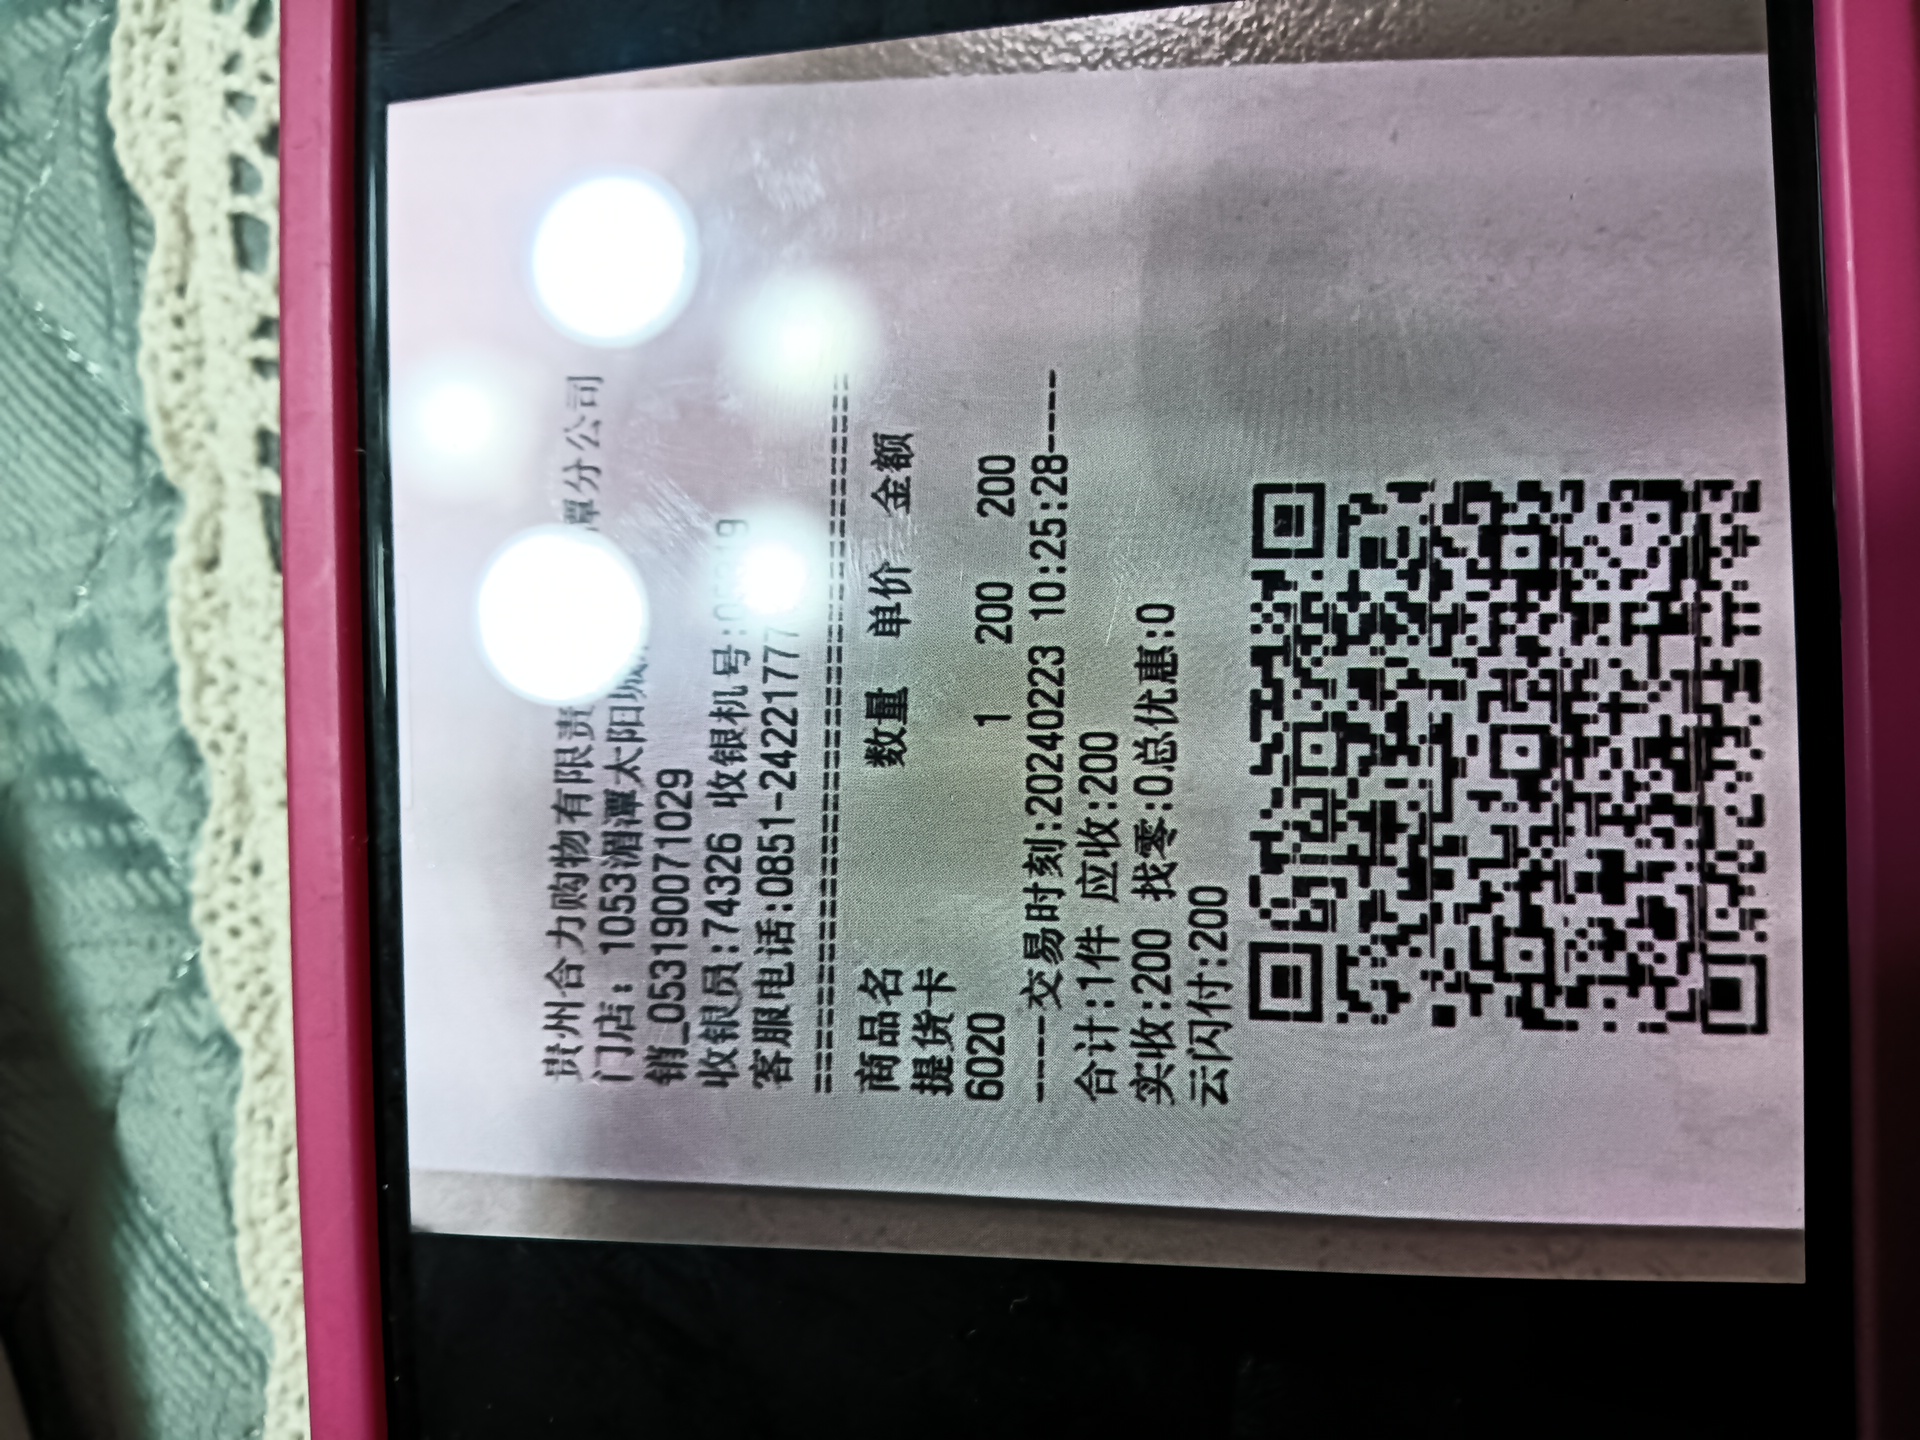 贵州合力购物有限责 潭分公司
门店：1053湄潭太阳城
销_0531900710​29
收银员:74326 收银机号:
客服电话:0851-2422177
================================
商品名 数量 单价 金额
提货卡
6020 1 200 200
----交易时刻:20240223 10:25:28----
合计:1件 应收:200
实收:200 找零:0总优惠:0
云闪付:200